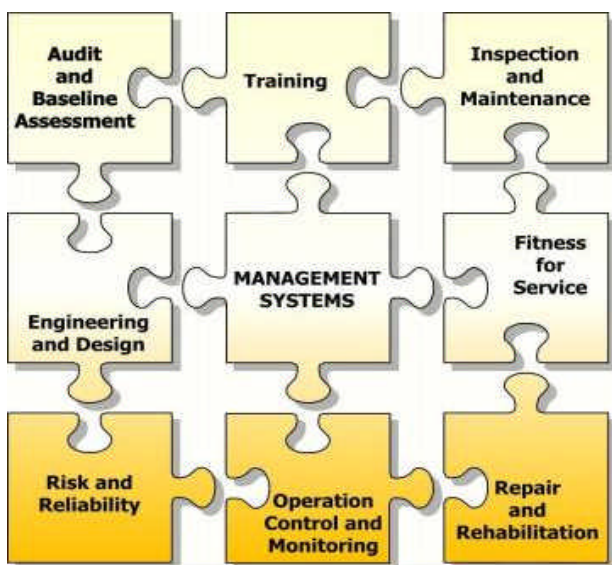 Audit
and
Baseline
Assessment
Training
Inspection
and
Maintenance
Engineering
and Design
MANAGEMENT
SYSTEMS
Fitness
for
Service
Risk and
Reliability
Operation
Control and
Monitoring
Repair
and
Rehabilitation